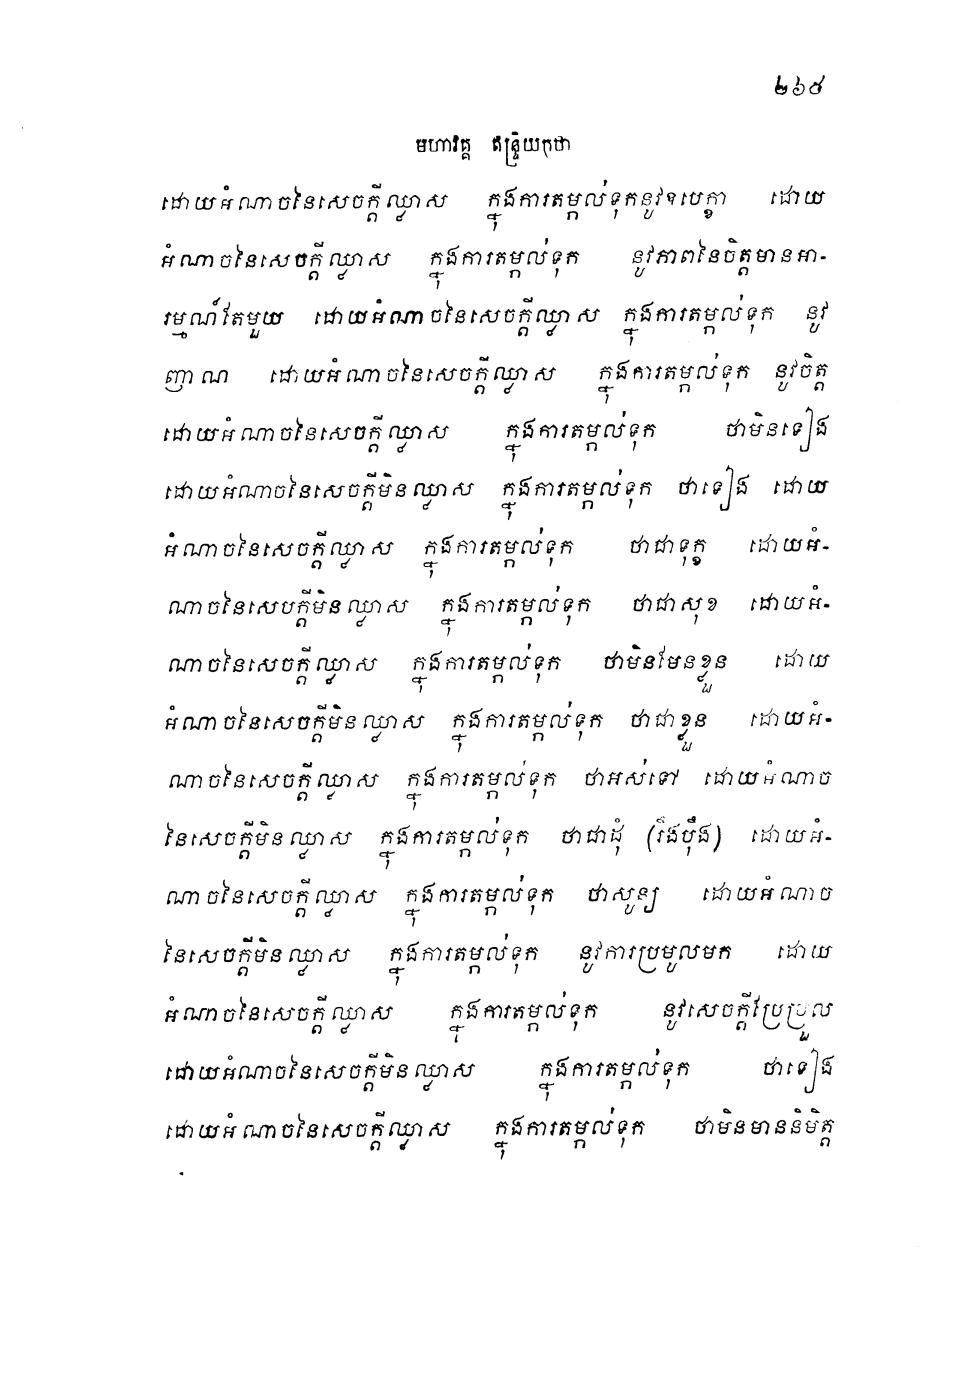 ២៦៥
មហាវគ្គ ឥន្ទ្រិយកថា
ដោយអំណាចនៃសេចក្តីឈ្វាស ក្នុងការតម្កល់ទុកនូវឧបេក្ខា ដោយ
អំណាចនៃសេចក្តីឈ្វាស ក្នុងការតម្កល់ទុក នូវភាពនៃចិត្តមានអា-
រម្មណ៍តែមួយ ដោយអំណាចនៃសេចក្តីឈ្វាស ក្នុងការតម្កល់ទុក នូវ
ញាណ ដោយអំណាចនៃសេចក្តីឈ្វាស ក្នុងការតម្កល់ទុក នូវចិត្ត
ដោយអំណាចនៃសេចក្តីឈ្វាស ក្នុងការតម្កល់ទុក ថាមិនទៀង
ដោយអំណាចនៃសេចក្តីមិនឈ្វាស ក្នុងការតម្កល់ទុក ថាទៀង ដោយ
អំណាចនៃសេចក្តីឈ្វាស ក្នុងការតម្កល់ទុក ថាជាទុក្ខ ដោយអំ-
ណាចនៃសេបក្តីមិនឈ្វាស ក្នុងការតម្កល់ទុក ថាជាសុខ ដោយអំ-
ណាចនៃសេចក្តីឈ្វាស ក្នុងការតម្កល់ទុក ថាមិនមែនខ្លួន ដោយ
អំណាចនៃសេចក្តីមិនឈ្វាស ក្នុងការតម្កល់ទុក ថាជាខ្លួន ដោយអំ-
ណាចនៃសេចក្តីឈ្វាស ក្នុងការតម្កល់ទុក ថាអស់ទៅ ដោយអំណាច
នៃសេចក្តីមិនឈ្វាស ក្នុងការតម្កល់ទុក ថាជាដុំ (រឹងប៉ឹង) ដោយអំ-
ណាចនៃសេចក្តីឈ្វាស ក្នុងការតម្កល់ទុក ថាសូន្យ ដោយអំណាច
នៃសេចក្តីមិនឈ្វាស ក្នុងការតម្កល់ទុក នូវការប្រមូលមក ដោយ
អំណាចនៃសេចក្តីឈ្វាស ក្នុងការតម្កល់ទុក នូវសេចក្តីប្រែប្រួល
ដោយអំណាចនៃសេចក្តីមិនឈ្វាស ក្នុងការតម្កល់ទុក ថាទៀង
ដោយអំណាចនៃសេចក្តីឈ្វាស ក្នុងការតម្កល់ទុក ថាមិនមាននិមិត្ត